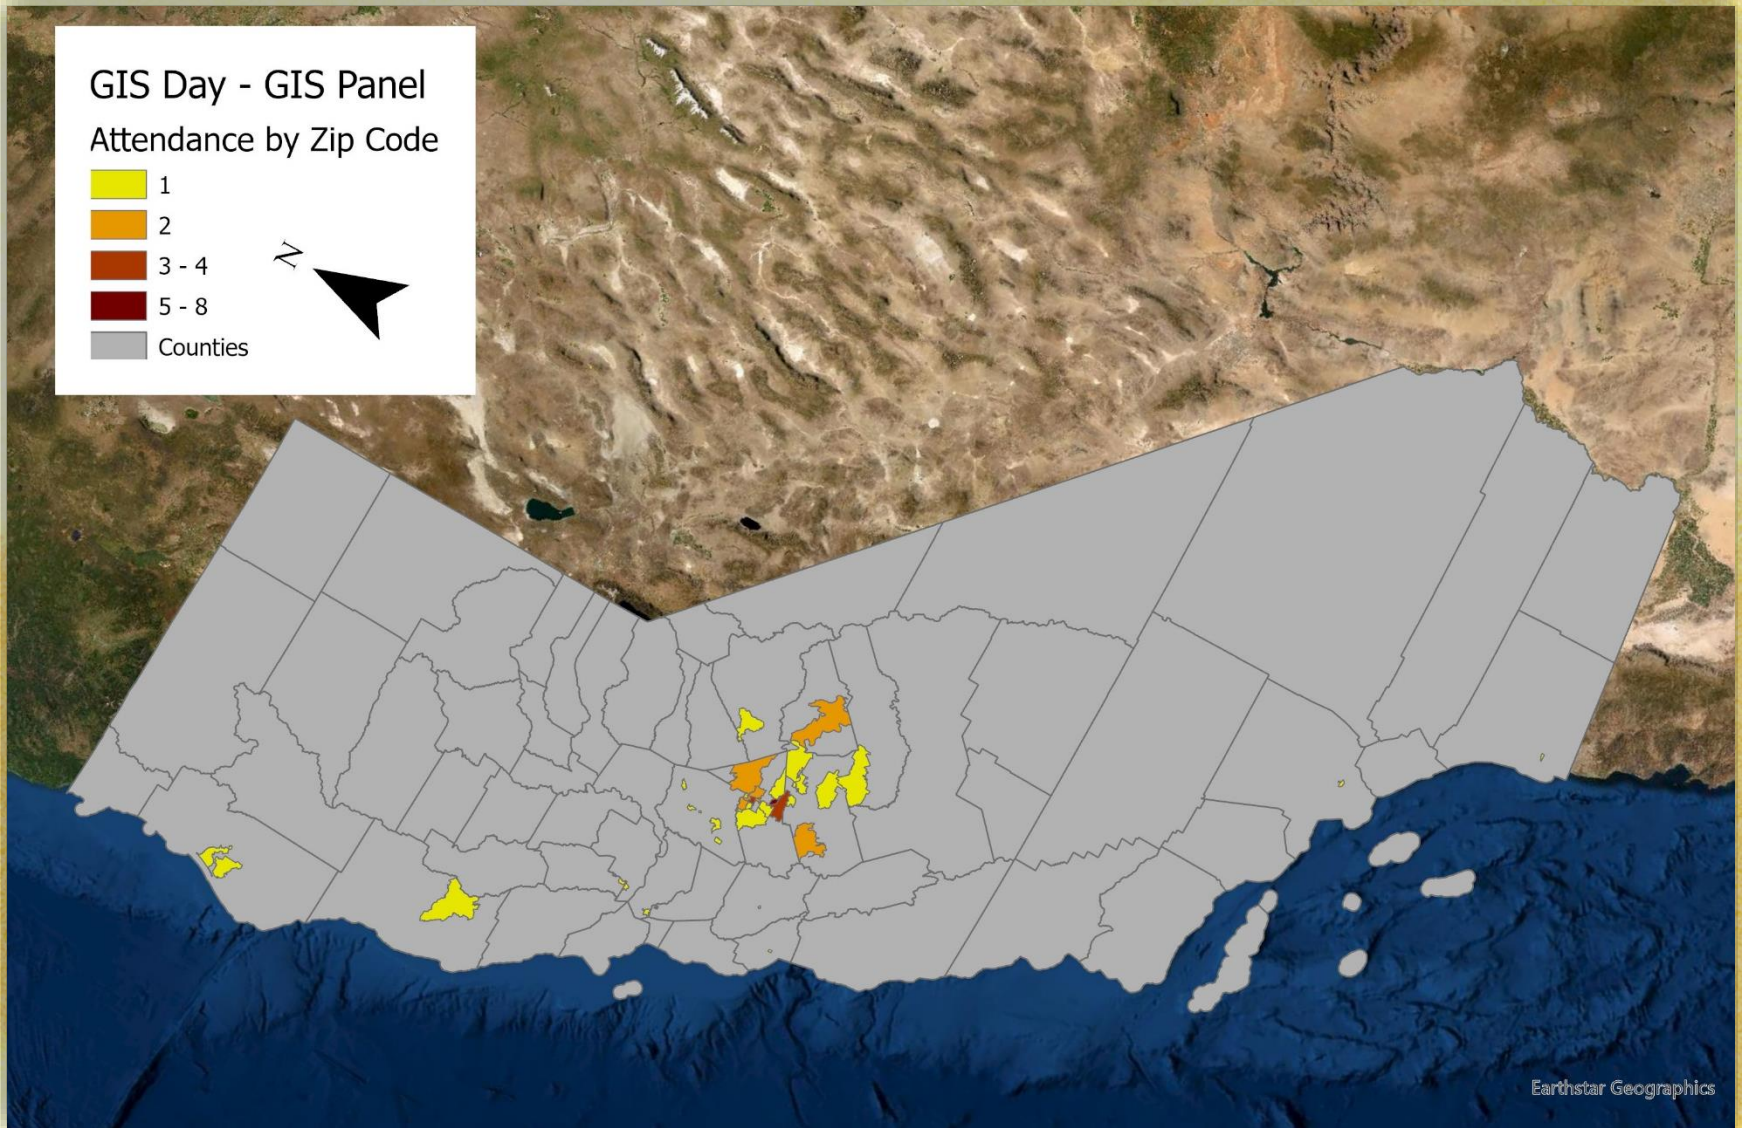 GIS Day - GIS Panel
Attendance by Zip Code
1
2
3 - 4
N
5 - 8
Counties
Earthstar Geographics